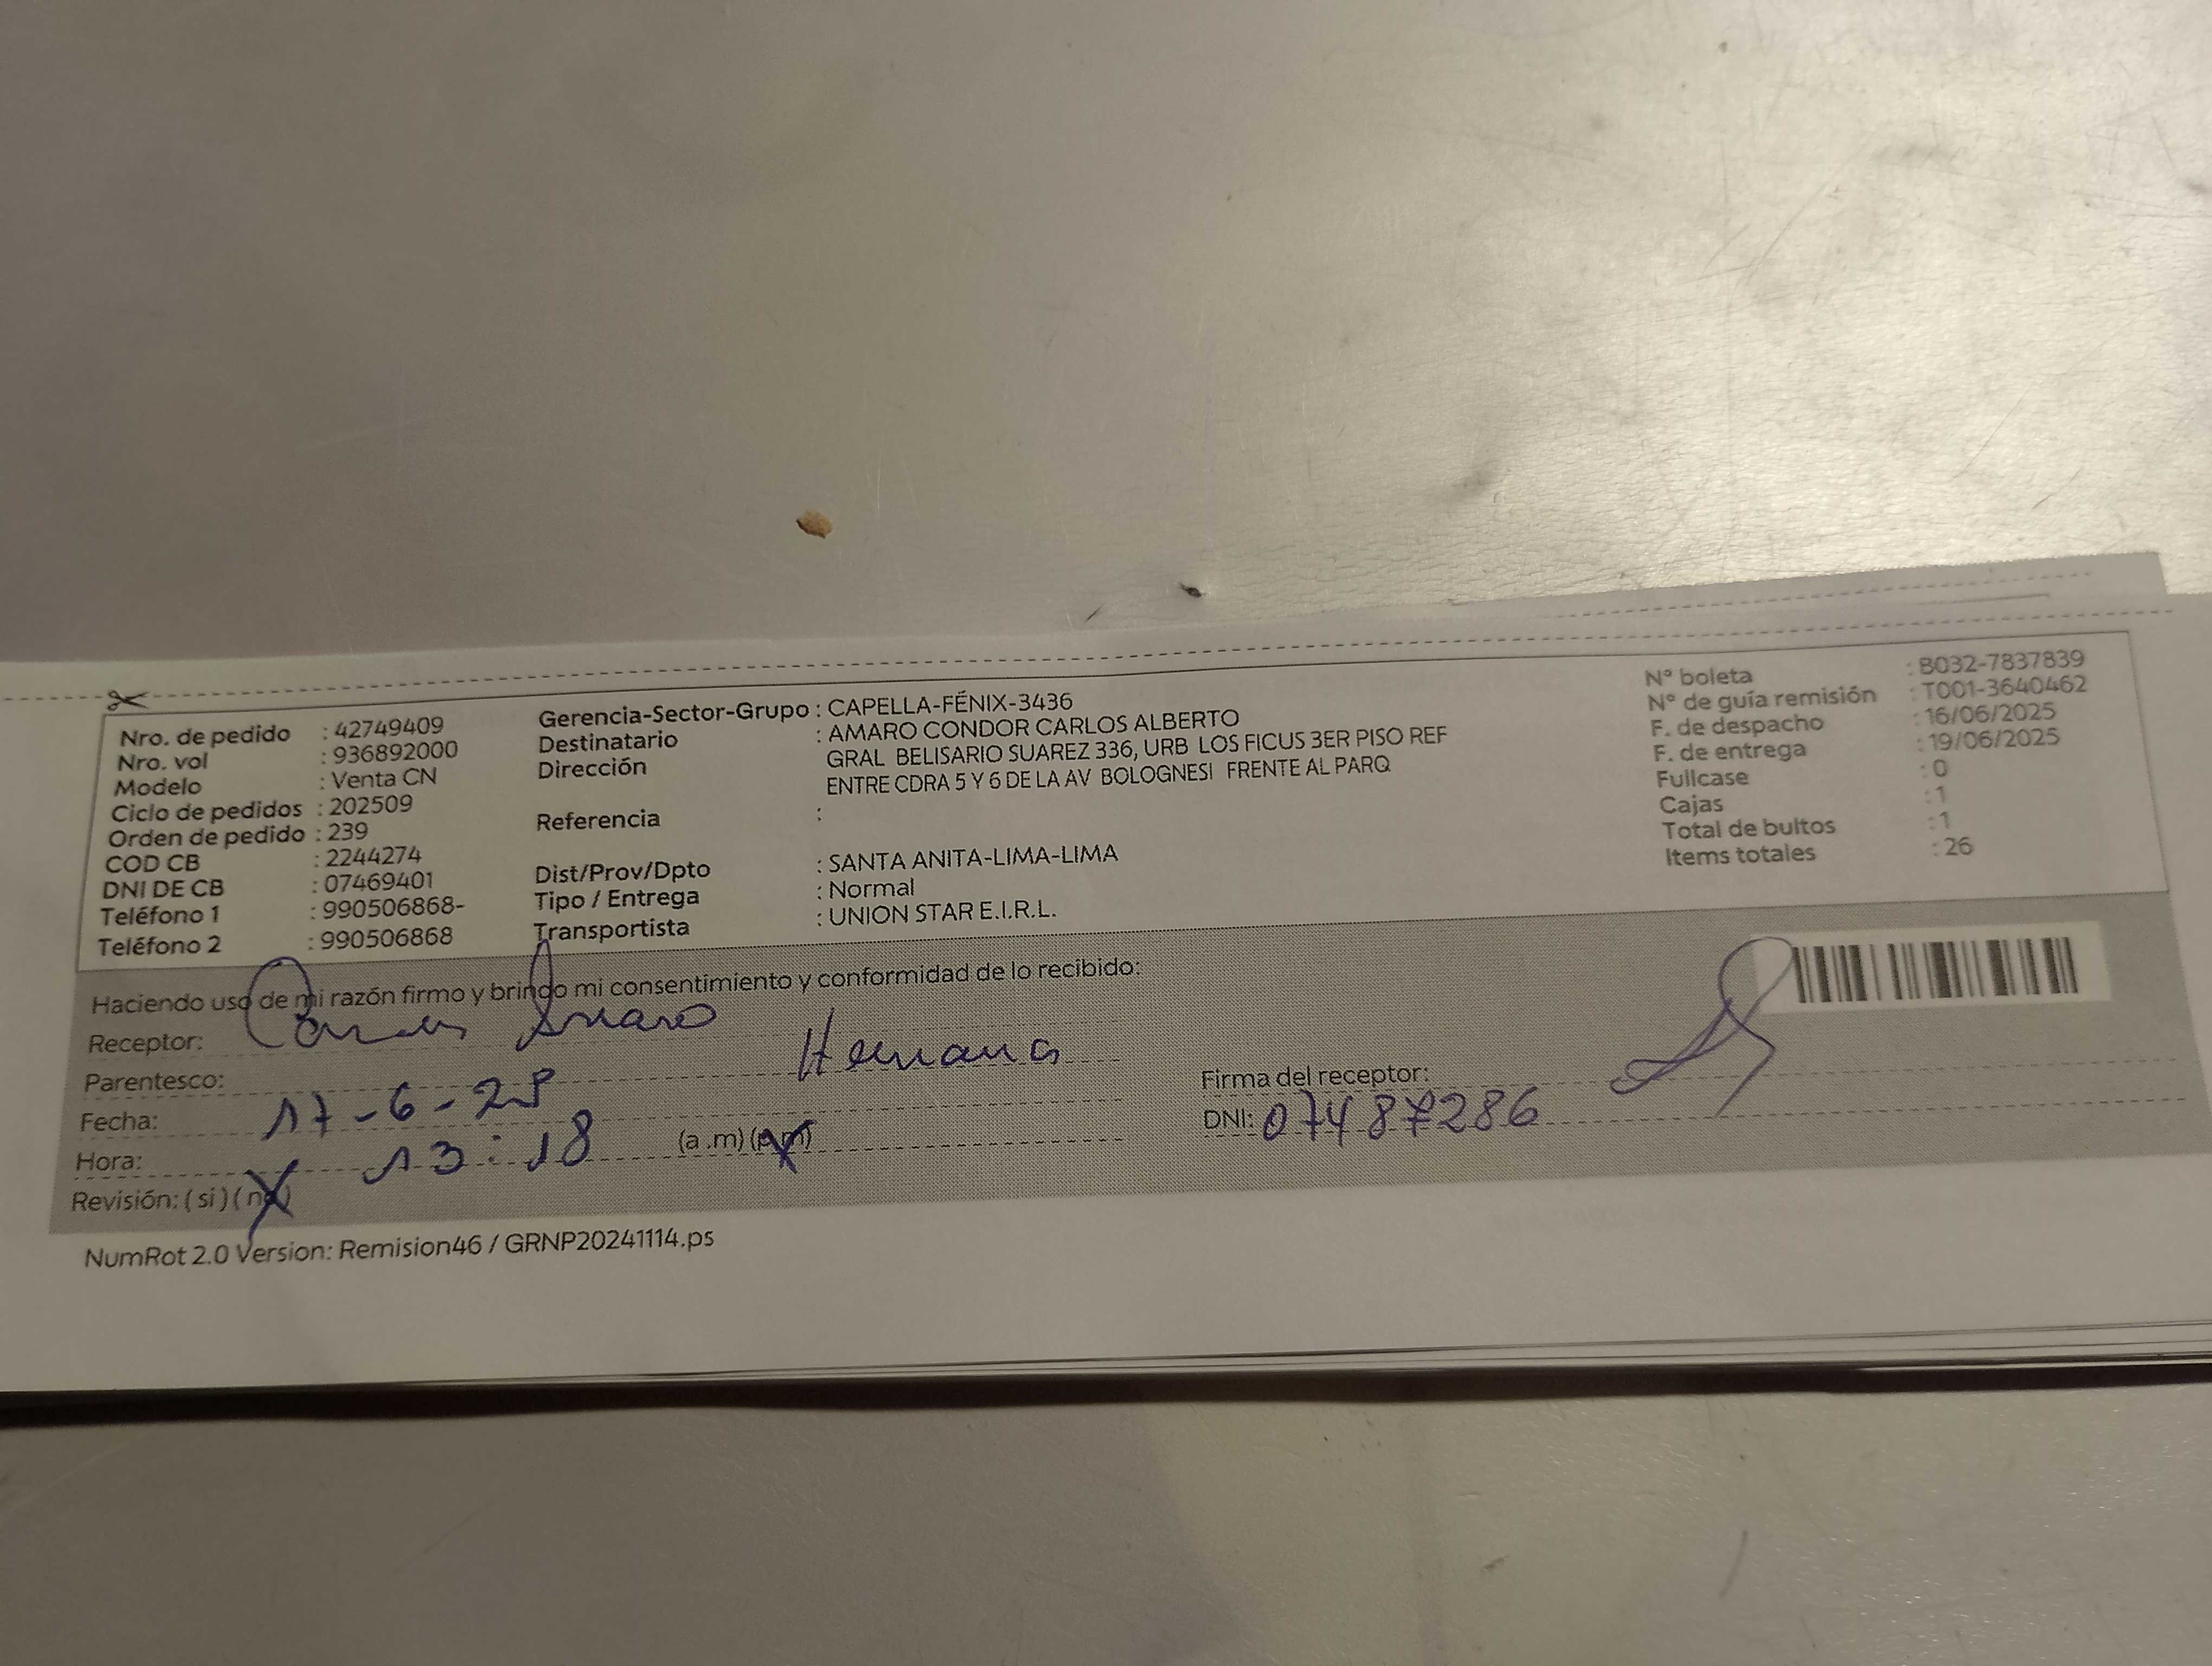 Nro. de pedido : 42749409
Nro. vol : 936892000
Modelo : Venta CN
Ciclo de pedidos : 202509
Orden de pedido : 239
COD CB : 2244274
DNI DE CB : 07469401
Teléfono 1 : 990506868-
Teléfono 2 : 990506868
Gerencia-Sector-Grupo : CAPELLA-FÉNIX-3436
Destinatario : AMARO CONDOR CARLOS ALBERTO
Dirección GRAL BELISARIO SUAREZ 336, URB LOS FICUS 3ER PISO REF
ENTRE CDRA 5 Y 6 DE LA AV BOLOGNESI FRENTE AL PARQ
Referencia :
Dist/Prov/Dpto : SANTA ANITA-LIMA-LIMA
Tipo / Entrega : Normal
Transportista : UNION STAR E.I.R.L.
N° boleta : B032-7837839
N° de guía remisión : T001-3640462
F. de despacho : 16/06/2025
F. de entrega : 19/06/2025
Fullcase : 0
Cajas : 1
Total de bultos : 1
Items totales : 26
Haciendo uso de mi razón firmo y brindo mi consentimiento y conformidad de lo recibido:
Receptor: Carlos Amaro
Parentesco: Hermana
Fecha: 17-6-25
Hora: 13:18 (a .m) (p.m)
Revisión: ( si ) ( no )
Firma del receptor:
DNI: 07487286
NumRot 2.0 Version: Remision46 / GRNP20241114.ps